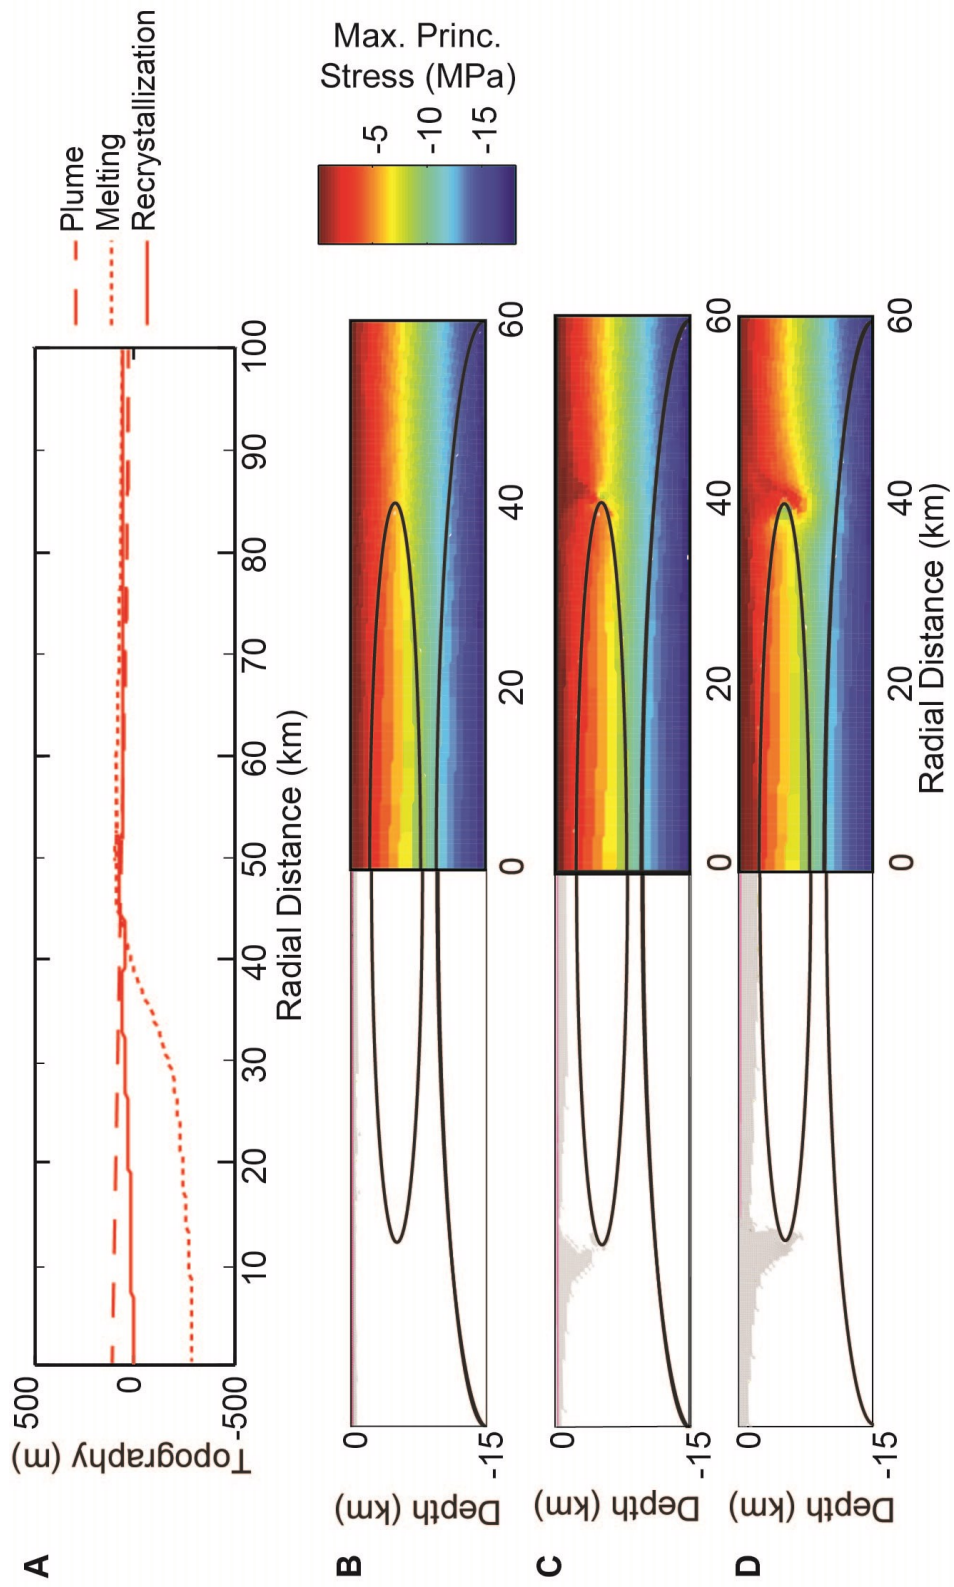 A
Topography (m)
500
0
-500
10
20
30
40
50
60
70
80
90
100
Radial Distance (km)
Plume
Melting
Recrystallization
Max. Princ.
Stress (MPa)
-5
-10
-15
B
Depth (km)
0
-15
0
20
40
60
C
Depth (km)
0
-15
0
20
40
60
D
Depth (km)
0
-15
0
20
40
60
Radial Distance (km)